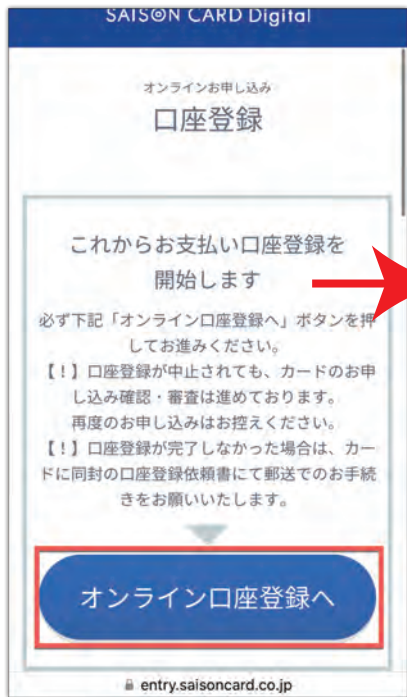 SAISON CARD Digital
オンラインお申し込み
口座登録
これからお支払い口座登録を
開始します
必ず下記「オンライン口座登録へ」ボタンを押
してお進みください。
【!】口座登録が中止されても、カードのお申
し込み確認・審査は進めております。
再度のお申し込みはお控えください。
【!】口座登録が完了しなかった場合は、カー
ドに同封の口座登録依頼書にて郵送でのお手続
きをお願いいたします。
オンライン口座登録へ
entry.saisoncard.co.jp